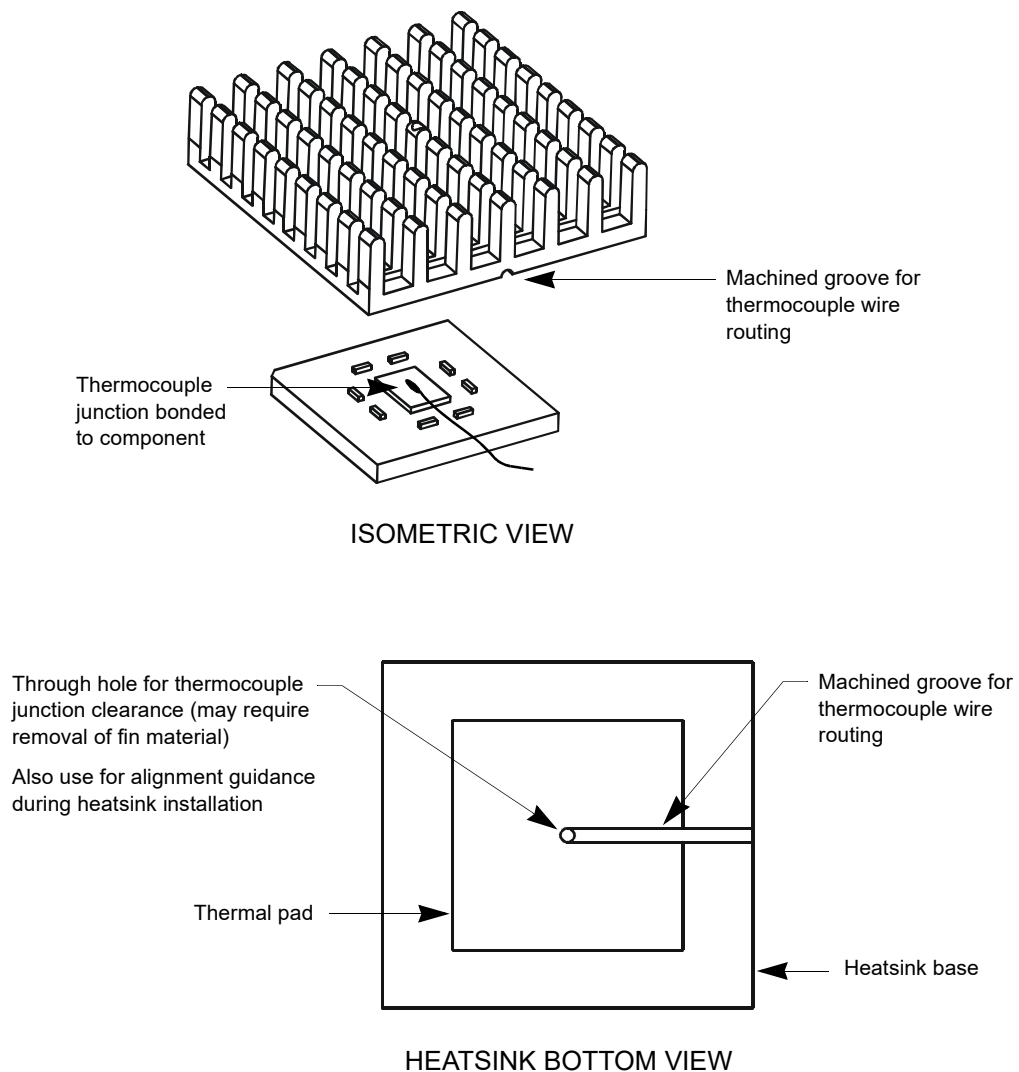 Machined groove for
thermocouple wire
routing
Thermocouple
junction bonded
to component
ISOMETRIC VIEW
Through hole for thermocouple
junction clearance (may require
removal of fin material)
Also use for alignment guidance
during heatsink installation
Machined groove for
thermocouple wire
routing
Thermal pad
Heatsink base
HEATSINK BOTTOM VIEW